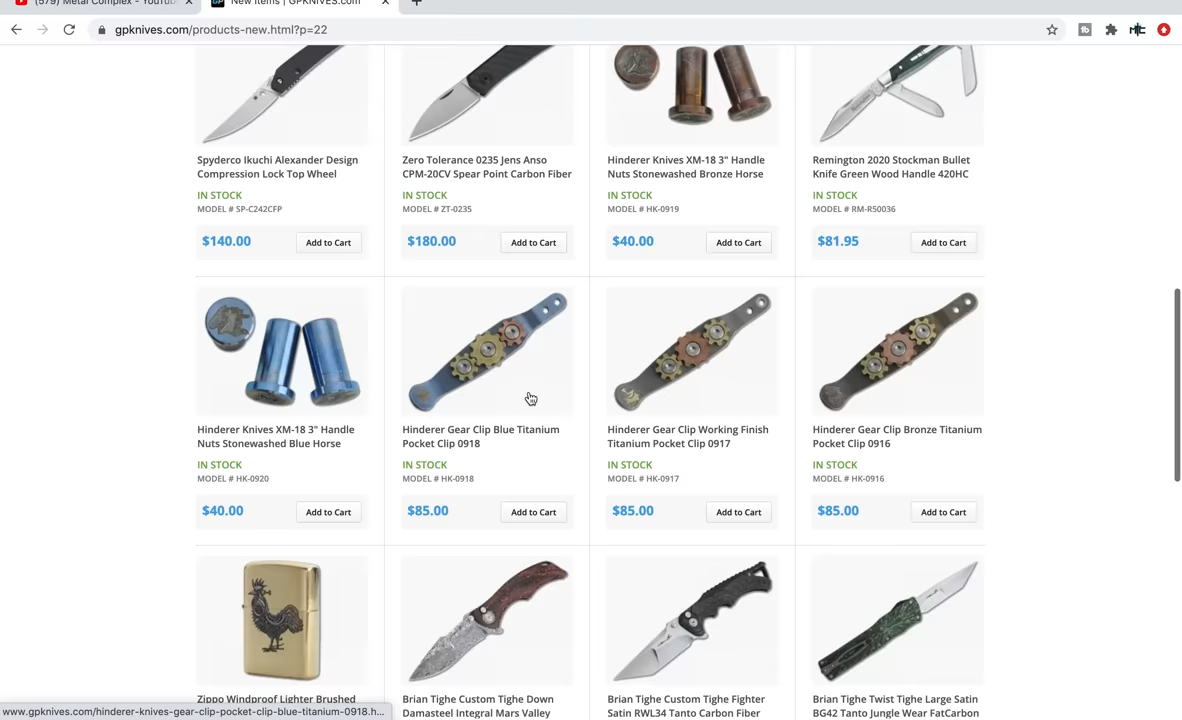 (579) Metal Complex - YouTub
New Items | GPKNIVES.com
gpknives.com/products-new.html?p=22
Spyderco Ikuchi Alexander Design
Compression Lock Top Wheel
IN STOCK
MODEL # SP-C242CFP
$140.00
Add to Cart
Zero Tolerance 0235 Jens Anso
CPM-20CV Spear Point Carbon Fiber
IN STOCK
MODEL # ZT-0235
$180.00
Add to Cart
Hinderer Knives XM-18 3" Handle
Nuts Stonewashed Bronze Horse
IN STOCK
MODEL # HK-0919
$40.00
Add to Cart
Remington 2020 Stockman Bullet
Knife Green Wood Handle 420HC
IN STOCK
MODEL # RM-R50036
$81.95
Add to Cart
Hinderer Knives XM-18 3" Handle
Nuts Stonewashed Blue Horse
IN STOCK
MODEL # HK-0920
$40.00
Add to Cart
Hinderer Gear Clip Blue Titanium
Pocket Clip 0918
IN STOCK
MODEL # HK-0918
$85.00
Add to Cart
Hinderer Gear Clip Working Finish
Titanium Pocket Clip 0917
IN STOCK
MODEL # HK-0917
$85.00
Add to Cart
Hinderer Gear Clip Bronze Titanium
Pocket Clip 0916
IN STOCK
MODEL # HK-0916
$85.00
Add to Cart
Zippo Windproof Lighter Brushed
Brian Tighe Custom Tighe Down
Damasteel Integral Mars Valley
Brian Tighe Custom Tighe Fighter
Satin RWL34 Tanto Carbon Fiber
Brian Tighe Twist Tighe Large Satin
BG42 Tanto Jungle Wear FatCarbon
www.gpknives.com/hinderer-knives-gear-clip-pocket-clip-blue-titanium-0918.h...